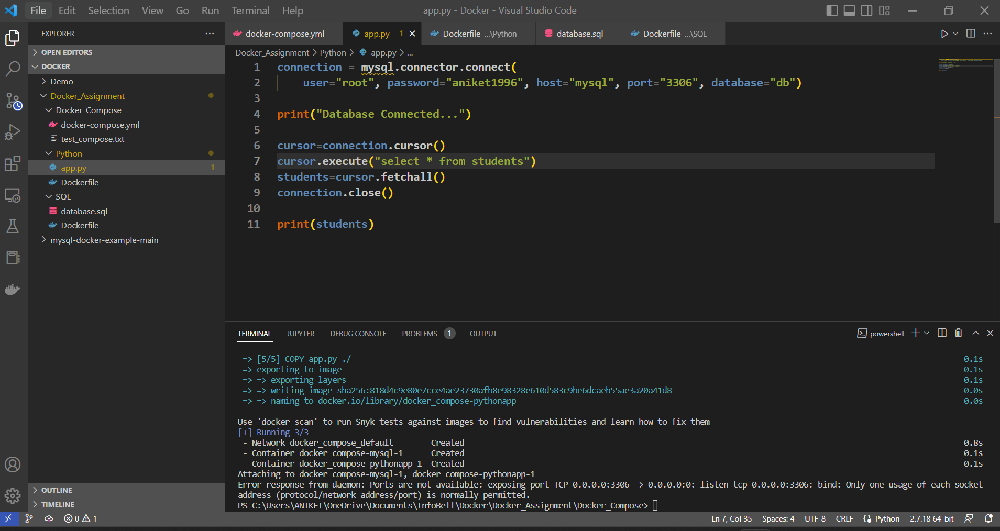 File Edit Selection View Go Run Terminal Help
app.py - Docker - Visual Studio Code
EXPLORER
OPEN EDITORS
DOCKER
Demo
Docker_Assignment
Docker_Compose
docker-compose.yml
test_compose.txt
Python
app.py 1
Dockerfile
SQL
database.sql
Dockerfile
mysql-docker-example-main
OUTLINE
TIMELINE
docker-compose.yml app.py 1 Dockerfile ...\Python database.sql Dockerfile ...\SQL
Docker_Assignment > Python > app.py > ...
1 connection = mysql.connector.connect(
2 user="root", password="aniket1996", host="mysql", port="3306", database="db")
3
4 print("Database Connected...")
5
6 cursor=connection.cursor()
7 cursor.execute("select * from students")
8 students=cursor.fetchall()
9 connection.close()
10
11 print(students)
TERMINAL JUPYTER DEBUG CONSOLE PROBLEMS 1 OUTPUT
powershell
=> [5/5] COPY app.py ./ 0.1s
=> exporting to image 0.1s
=> => exporting layers 0.1s
=> => writing image sha256:818d4c9e80e7cce4ae23730afb8e98328e610d583c9be6dcaeb55ae3a20a41d8 0.0s
=> => naming to docker.io/library/docker_compose-pythonapp 0.0s
Use 'docker scan' to run Snyk tests against images to find vulnerabilities and learn how to fix them
[+] Running 3/3
- Network docker_compose_default Created 0.8s
- Container docker_compose-mysql-1 Created 0.1s
- Container docker_compose-pythonapp-1 Created 0.1s
Attaching to docker_compose-mysql-1, docker_compose-pythonapp-1
Error response from daemon: Ports are not available: exposing port TCP 0.0.0.0:3306 -> 0.0.0.0:0: listen tcp 0.0.0.0:3306: bind: Only one usage of each socket
address (protocol/network address/port) is normally permitted.
PS C:\Users\ANIKET\OneDrive\Documents\InfoBell\Docker\Docker_Assignment\Docker_Compose>
0 1
Ln 7, Col 35 Spaces: 4 UTF-8 CRLF Python 2.7.18 64-bit